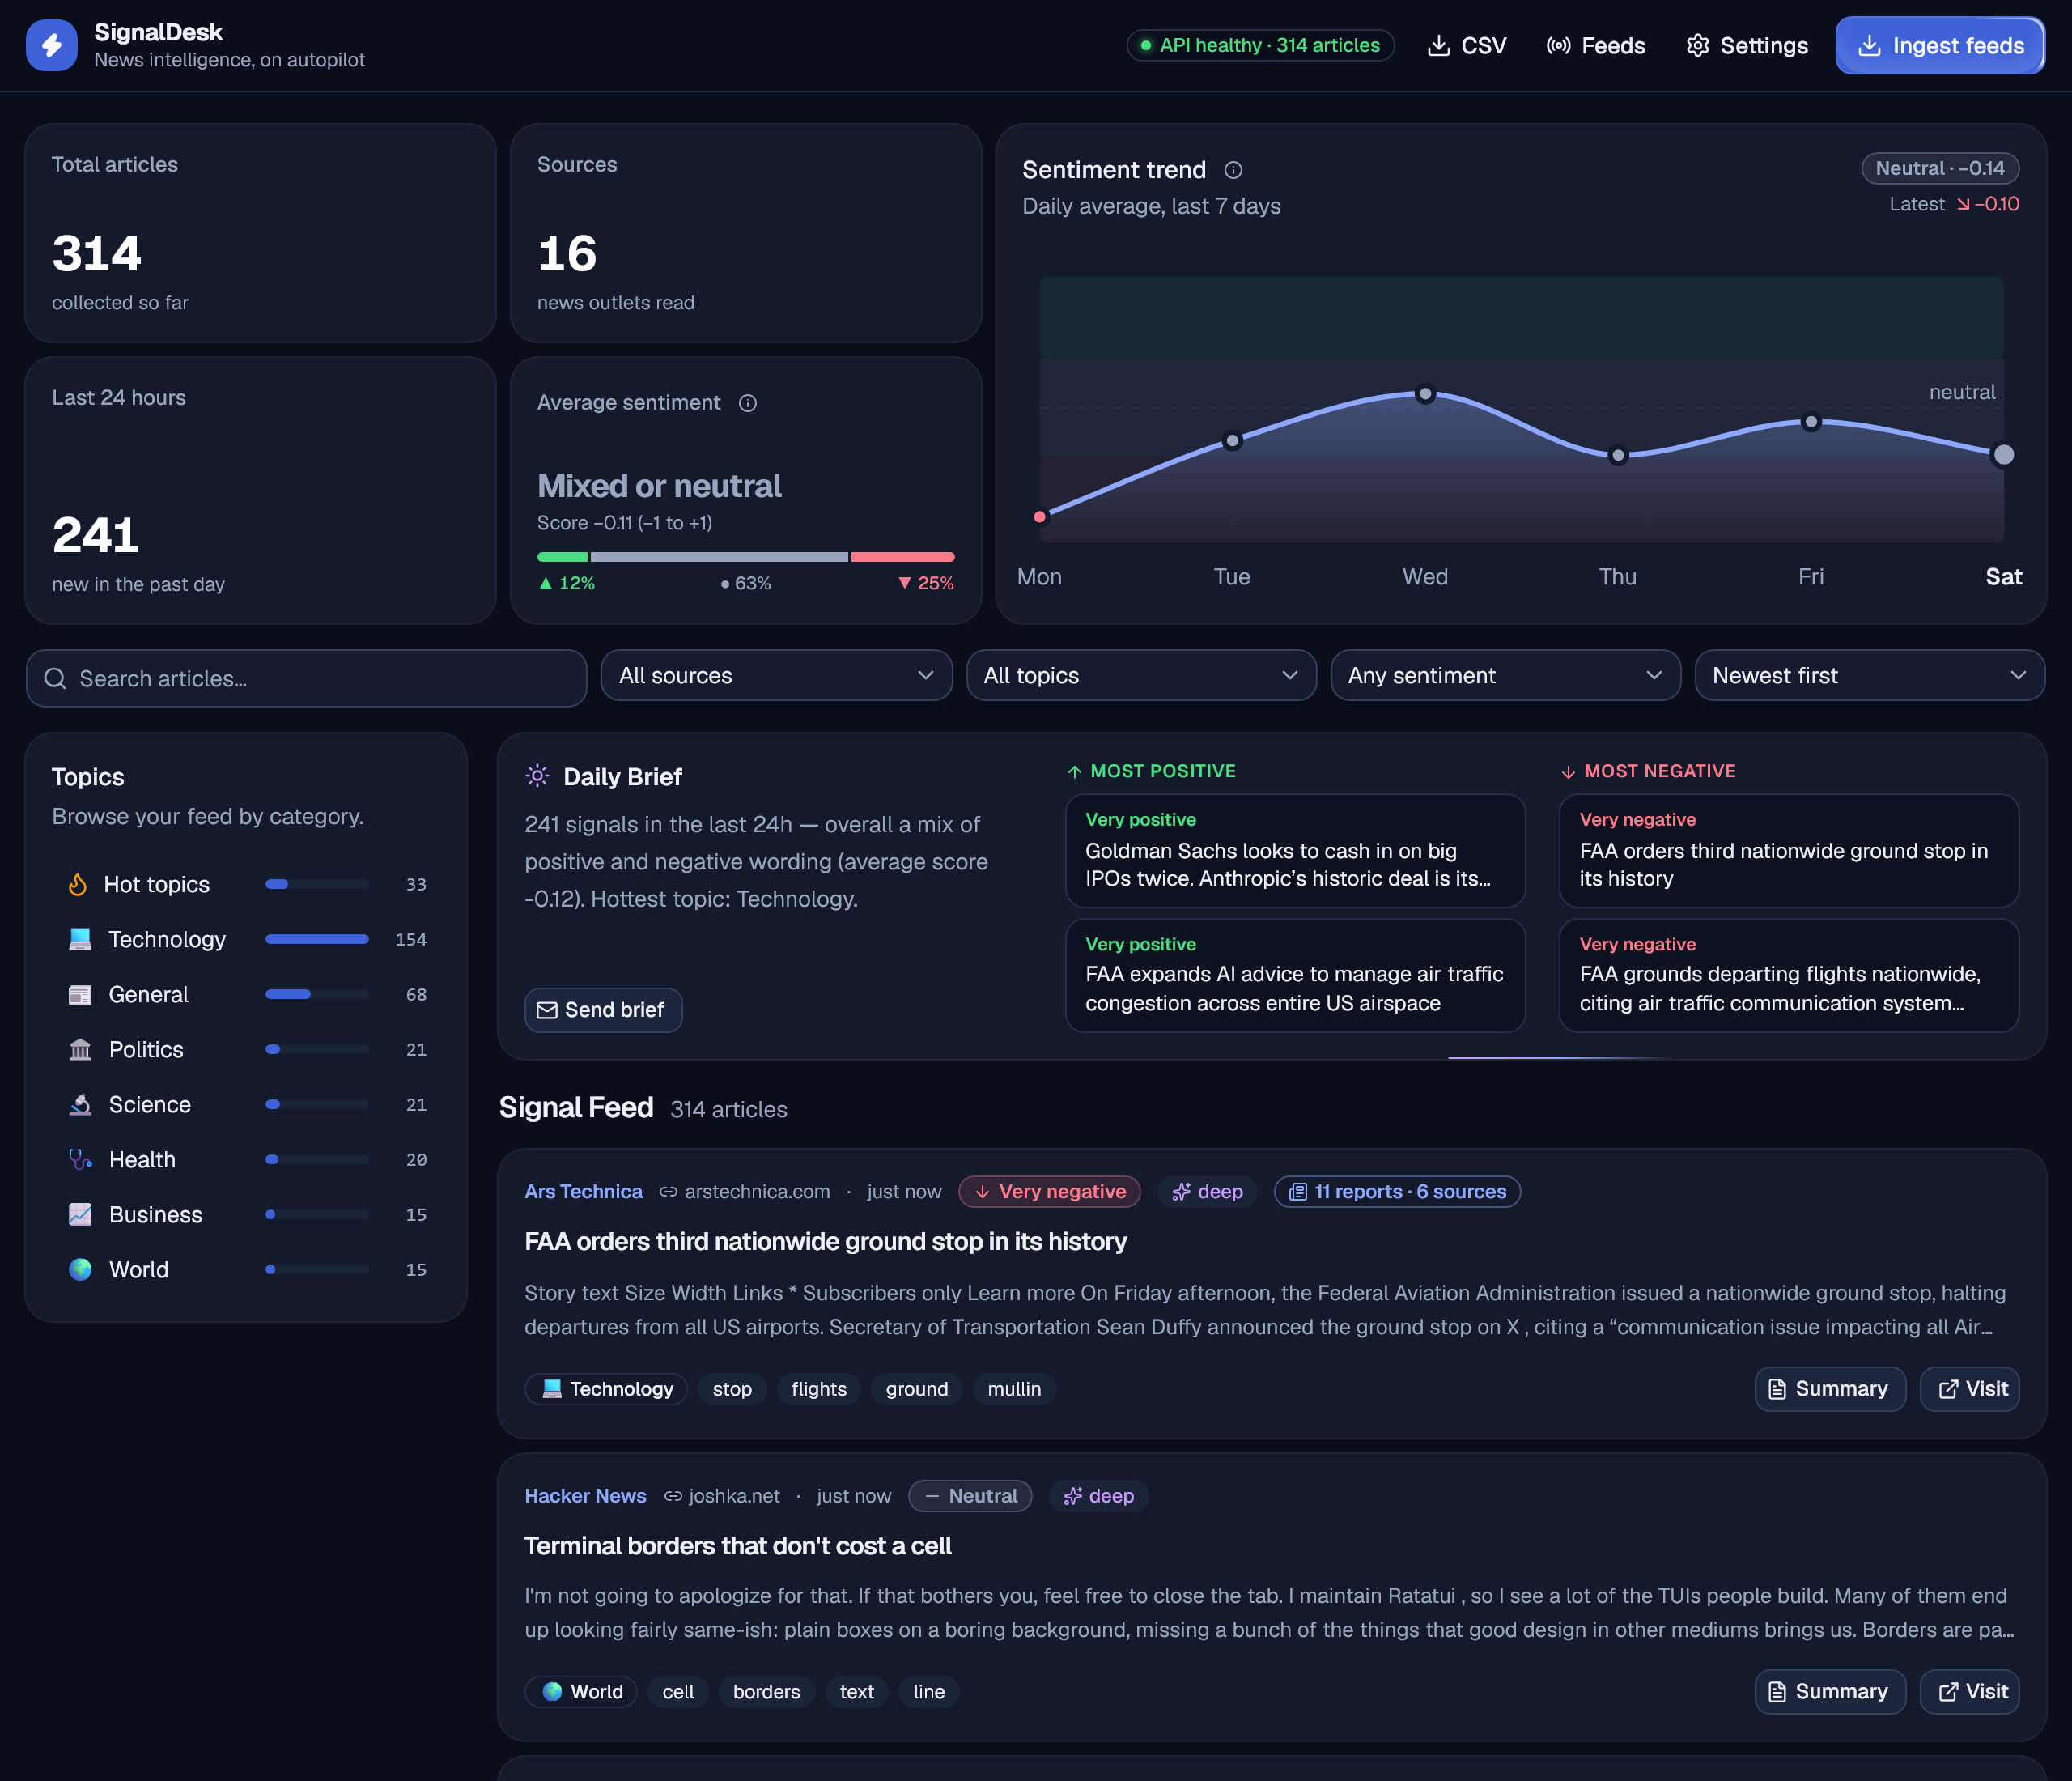 SignalDesk
News intelligence, on autopilot
API healthy · 314 articles
CSV
Feeds
Settings
Ingest feeds
Total articles
314
collected so far
Sources
16
news outlets read
Last 24 hours
241
new in the past day
Average sentiment
Mixed or neutral
Score −0.11 (−1 to +1)
▲ 12%
● 63%
▼ 25%
Sentiment trend
Daily average, last 7 days
Neutral · −0.14
Latest ↘ −0.10
neutral
Mon
Tue
Wed
Thu
Fri
Sat
Search articles...
All sources
All topics
Any sentiment
Newest first
Topics
Browse your feed by category.
Hot topics 33
Technology 154
General 68
Politics 21
Science 21
Health 20
Business 15
World 15
Daily Brief
241 signals in the last 24h — overall a mix of
positive and negative wording (average score
-0.12). Hottest topic: Technology.
Send brief
↑ MOST POSITIVE
Very positive
Goldman Sachs looks to cash in on big
IPOs twice. Anthropic’s historic deal is its...
Very positive
FAA expands AI advice to manage air traffic
congestion across entire US airspace
↓ MOST NEGATIVE
Very negative
FAA orders third nationwide ground stop in
its history
Very negative
FAA grounds departing flights nationwide,
citing air traffic communication system...
Signal Feed 314 articles
Ars Technica arstechnica.com · just now ↓ Very negative deep 11 reports · 6 sources
FAA orders third nationwide ground stop in its history
Story text Size Width Links * Subscribers only Learn more On Friday afternoon, the Federal Aviation Administration issued a nationwide ground stop, halting
departures from all US airports. Secretary of Transportation Sean Duffy announced the ground stop on X , citing a “communication issue impacting all Air...
Technology stop flights ground mullin
Summary Visit
Hacker News joshka.net · just now — Neutral deep
Terminal borders that don't cost a cell
I'm not going to apologize for that. If that bothers you, feel free to close the tab. I maintain Ratatui , so I see a lot of the TUIs people build. Many of them end
up looking fairly same-ish: plain boxes on a boring background, missing a bunch of the things that good design in other mediums brings us. Borders are pa...
World cell borders text line
Summary Visit